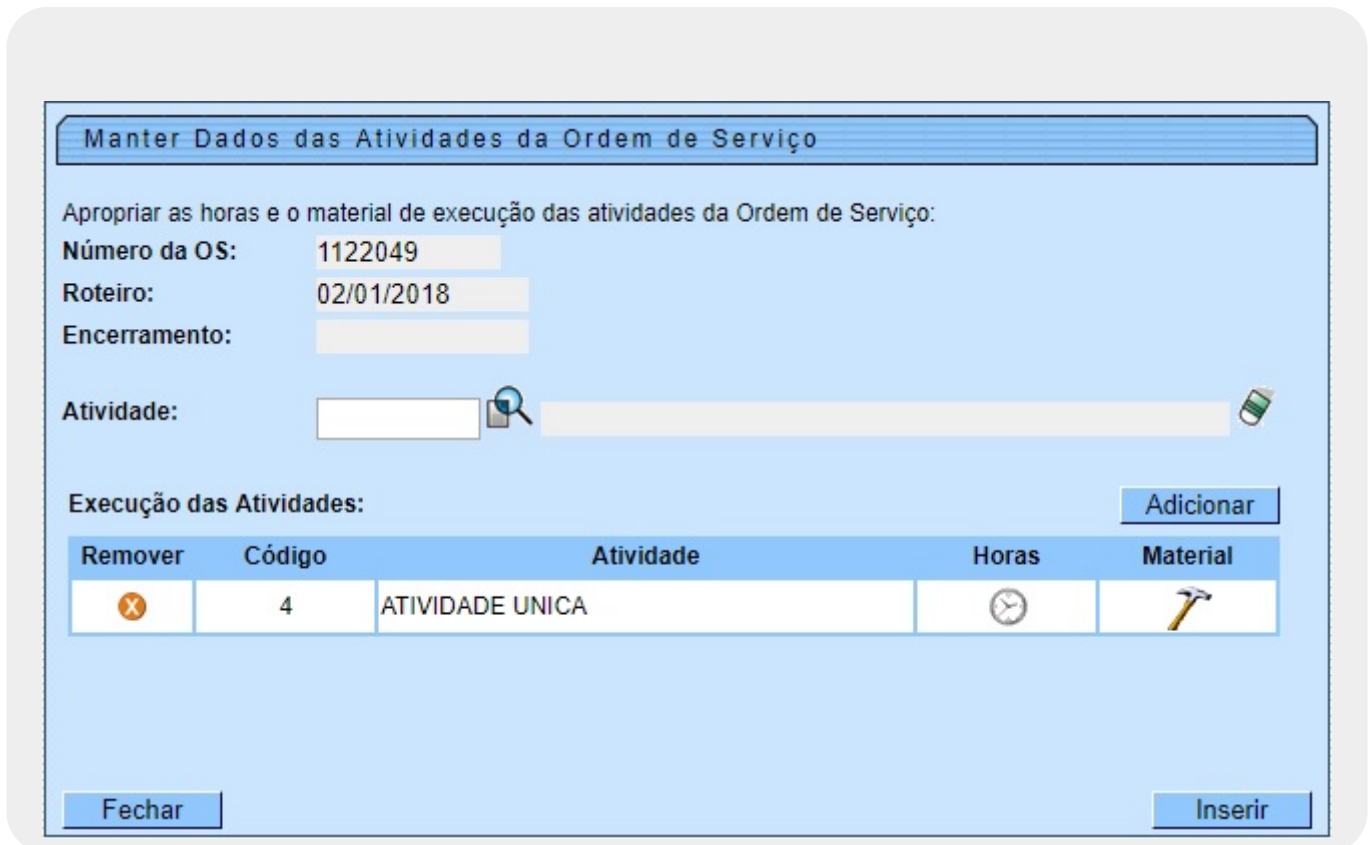 Manter Dados das Atividades da Ordem de Serviço
Apropriar as horas e o material de execução das atividades da Ordem de Serviço:
Número da OS: 1122049
Roteiro: 02/01/2018
Encerramento:
Atividade:
Execução das Atividades: Adicionar
Remover Código Atividade Horas Material
4 ATIVIDADE UNICA
Fechar Inserir